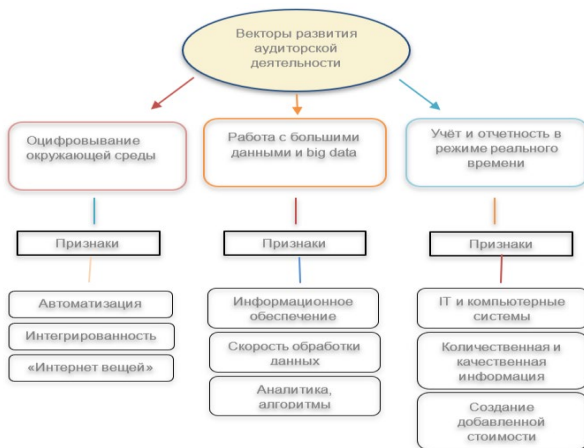 Векторы развития
аудиторской
деятельности
Оцифровывание
окружающей среды
Работа с большими
данными и big data
Учёт и отчетность в
режиме реального
времени
Признаки
Признаки
Признаки
Автоматизация
Интегрированность
«Интернет вещей»
Информационное
обеспечение
Скорость обработки
данных
Аналитика,
алгоритмы
IT и компьютерные
системы
Количественная и
качественная
информация
Создание
добавленной
стоимости